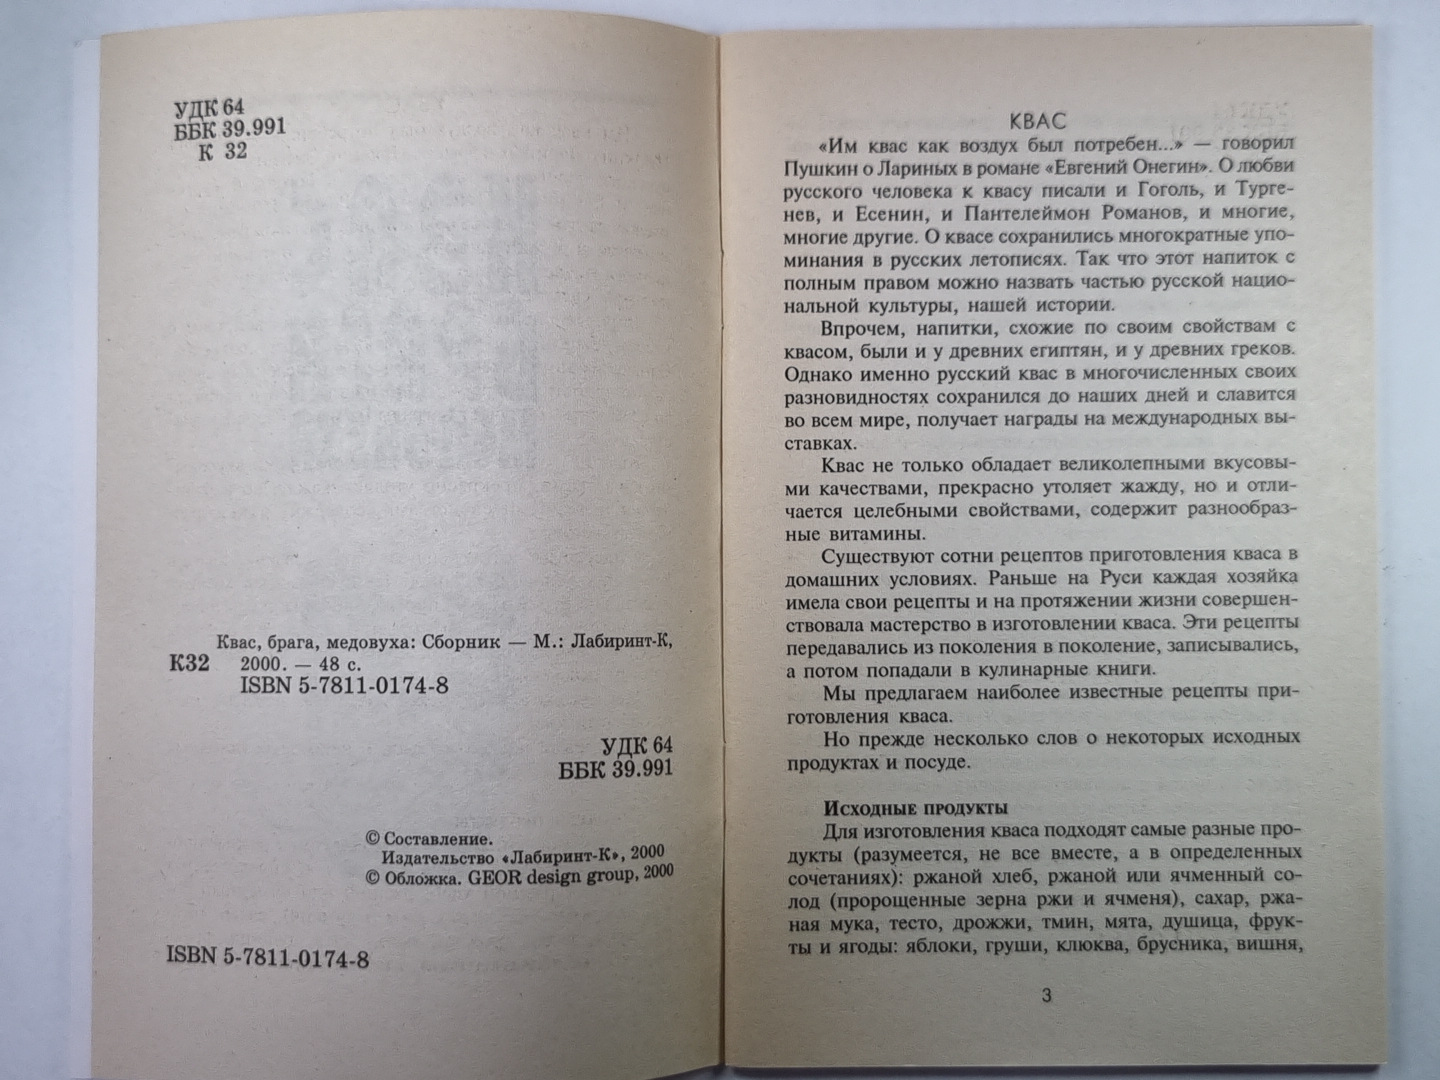 УДК 64
ББК 39.991
К 32
Квас, брага, медовуха: Сборник — М.: Лабиринт-К,
К32 2000. — 48 с.
ISBN 5-7811-0174-8
УДК 64
ББК 39.991
© Составление.
Издательство «Лабиринт-К», 2000
© Обложка. GEOR design group, 2000
ISBN 5-7811-0174-8
КВАС
«Им квас как воздух был потребен...» — говорил
Пушкин о Лариных в романе «Евгений Онегин». О любви
русского человека к квасу писали и Гоголь, и Турге-
нев, и Есенин, и Пантелеймон Романов, и многие,
многие другие. О квасе сохранились многократные упо-
минания в русских летописях. Так что этот напиток с
полным правом можно назвать частью русской нацио-
нальной культуры, нашей истории.
Впрочем, напитки, схожие по своим свойствам с
квасом, были и у древних египтян, и у древних греков.
Однако именно русский квас в многочисленных своих
разновидностях сохранился до наших дней и славится
во всем мире, получает награды на международных вы-
ставках.
Квас не только обладает великолепными вкусовы-
ми качествами, прекрасно утоляет жажду, но и отли-
чается целебными свойствами, содержит разнообраз-
ные витамины.
Существуют сотни рецептов приготовления кваса в
домашних условиях. Раньше на Руси каждая хозяйка
имела свои рецепты и на протяжении жизни совершен-
ствовала мастерство в изготовлении кваса. Эти рецепты
передавались из поколения в поколение, записывались,
а потом попадали в кулинарные книги.
Мы предлагаем наиболее известные рецепты при-
готовления кваса.
Но прежде несколько слов о некоторых исходных
продуктах и посуде.
Исходные продукты
Для изготовления кваса подходят самые разные про-
дукты (разумеется, не все вместе, а в определенных
сочетаниях): ржаной хлеб, ржаной или ячменный со-
лод (пророщенные зерна ржи и ячменя), сахар, ржа-
ная мука, тесто, дрожжи, тмин, мята, душица, фрук-
ты и ягоды: яблоки, груши, клюква, брусника, вишня,
3